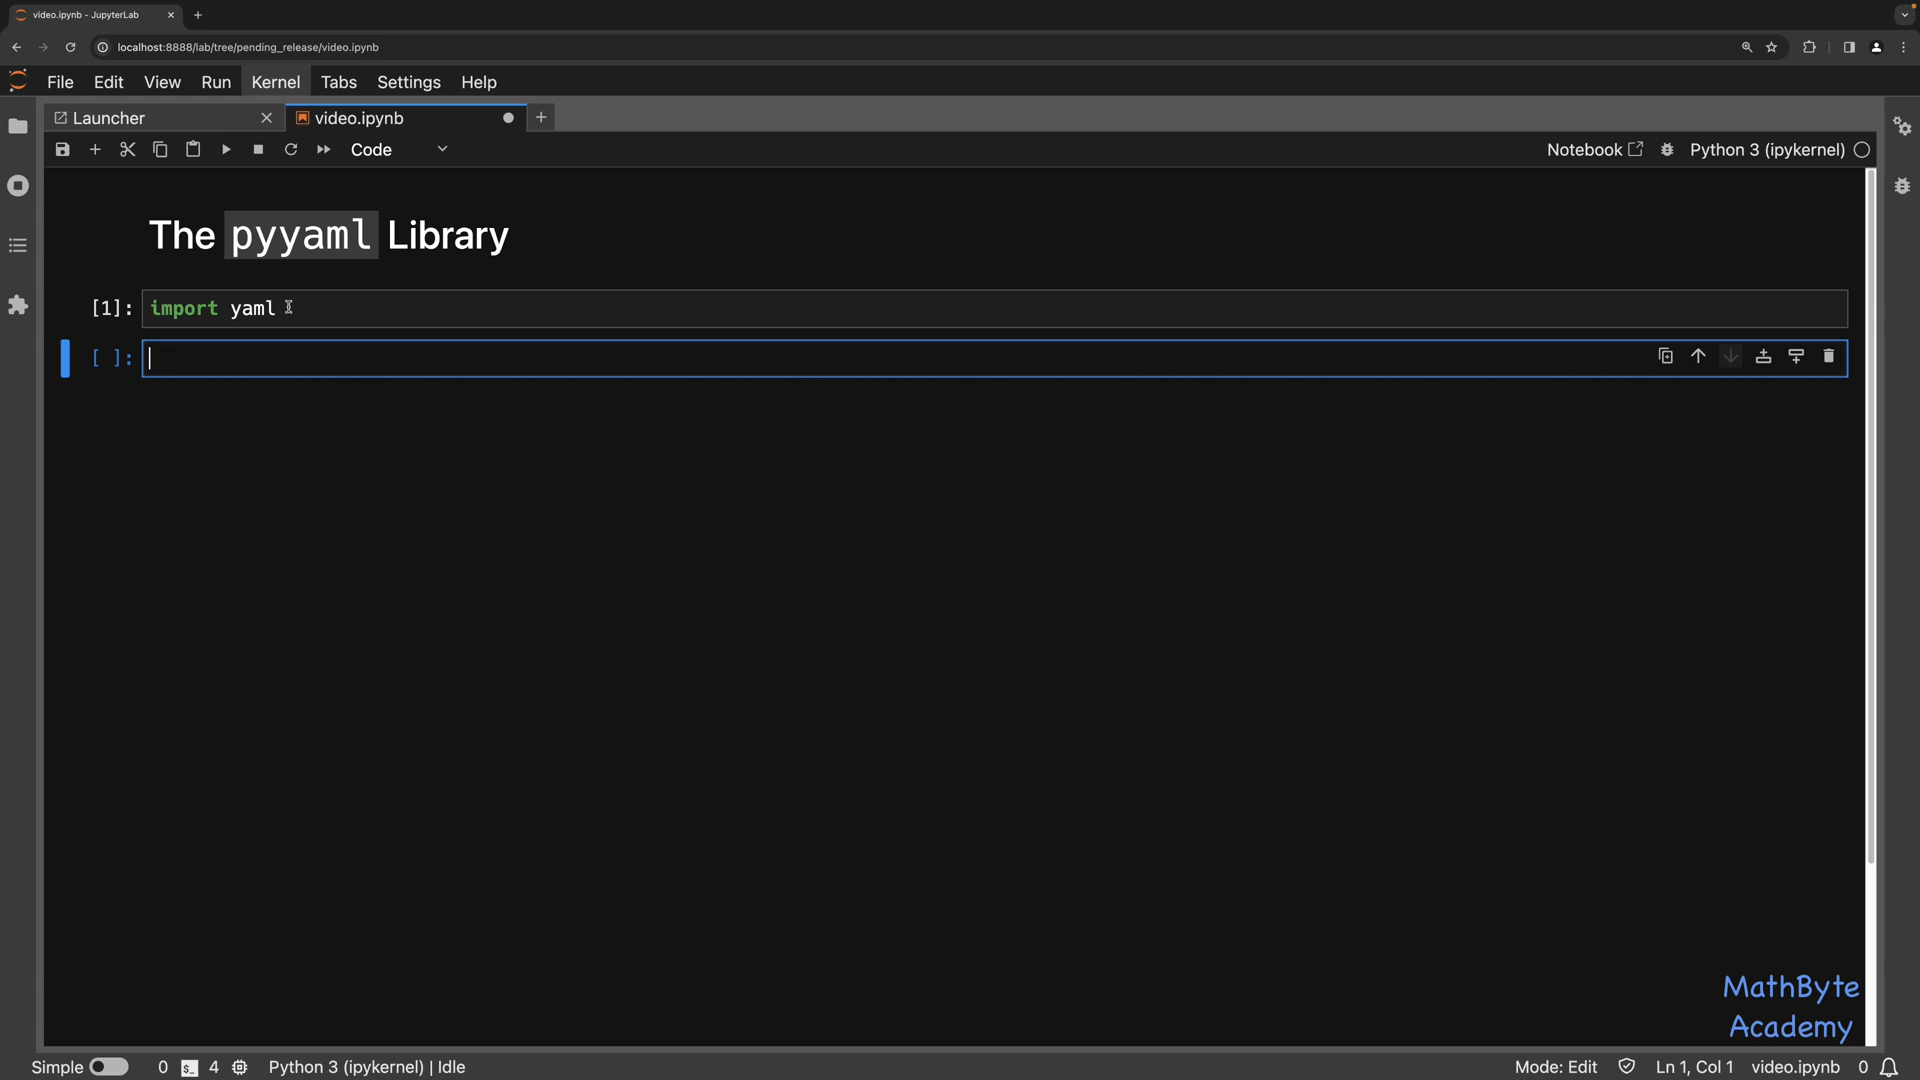 video.ipynb - JupyterLab
localhost:8888/lab/tree/pending_release/video.ipynb
File Edit View Run Kernel Tabs Settings Help
Launcher video.ipynb
Code Notebook Python 3 (ipykernel)
The pyyaml Library
[1]: import yaml
[ ]:
MathByte
Academy
Simple 0 $_ 4 Python 3 (ipykernel) | Idle Mode: Edit Ln 1, Col 1 video.ipynb 0